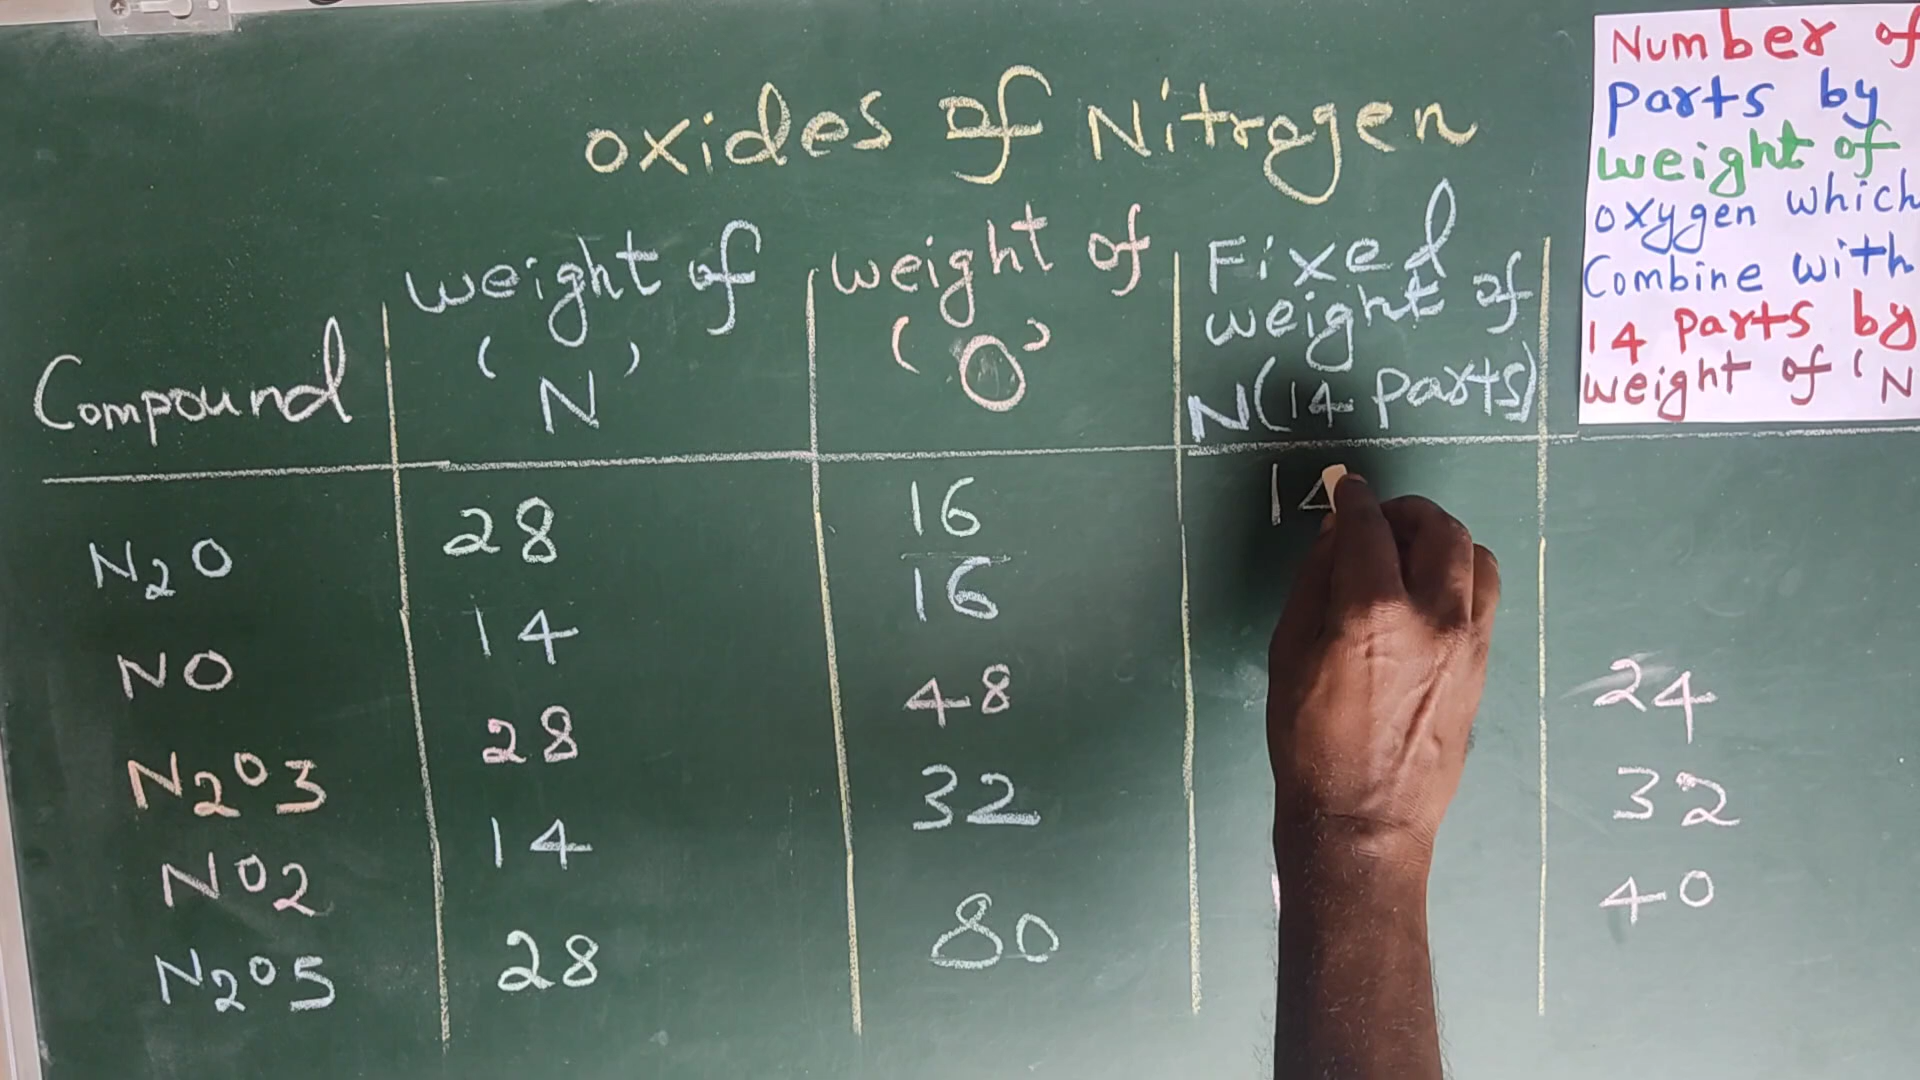 oxides of Nitrogen
Number of
Parts by
weight of
oxygen which
Combine with
14 Parts by
weight of 'N
Compound
weight of
'N'
weight of
'O'
Fixed
weight of
N(14 Parts)
N2O 28 16 14
NO 14 16
N2O3 28 48 24
NO2 14 32 32
N2O5 28 80 40